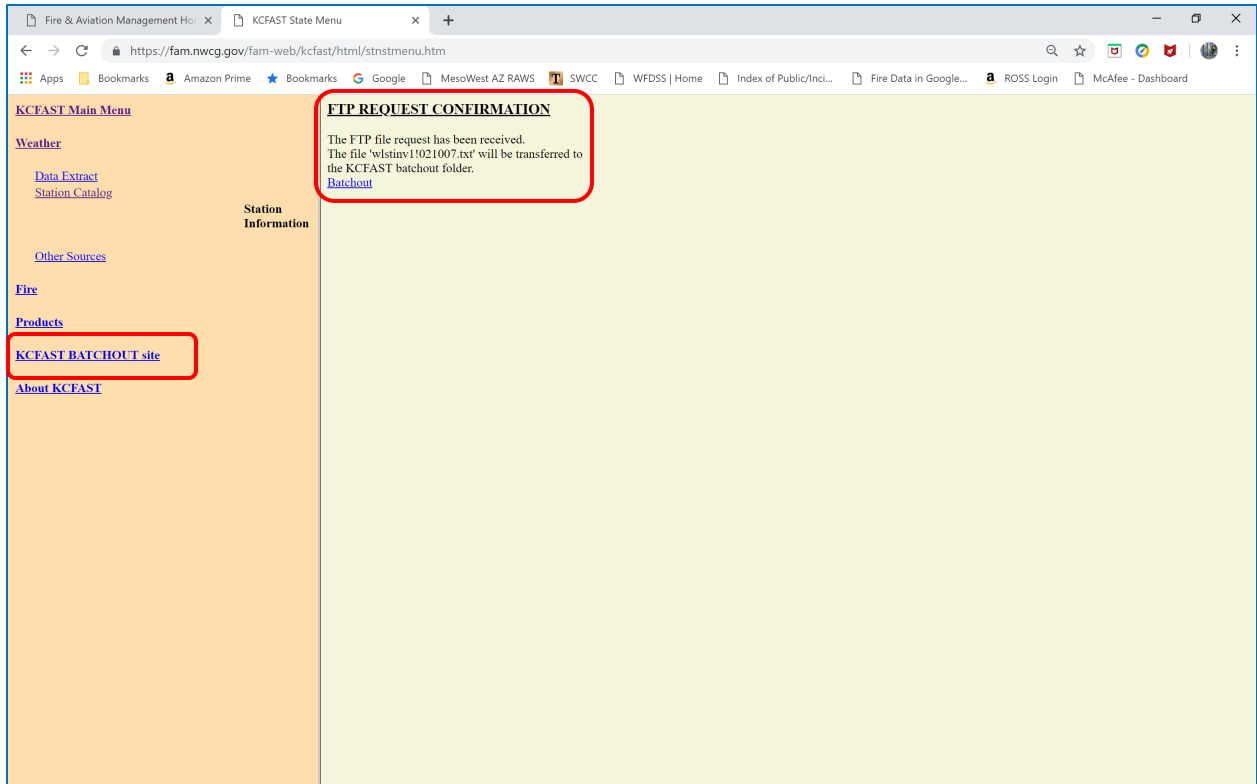 Fire & Aviation Management Ho
KCFAST State Menu
https://fam.nwcg.gov/fam-web/kcfast/html/stnstmenu.htm
Apps Bookmarks Amazon Prime Bookmarks Google MesoWest AZ RAWS SWCC WFDSS | Home Index of Public/Inci... Fire Data in Google... ROSS Login McAfee - Dashboard
KCFAST Main Menu
Weather
Data Extract
Station Catalog
Station
Information
Other Sources
Fire
Products
KCFAST BATCHOUT site
About KCFAST
FTP REQUEST CONFIRMATION
The FTP file request has been received.
The file 'wlstinv1!021007.txt' will be transferred to
the KCFAST batchout folder.
Batchout